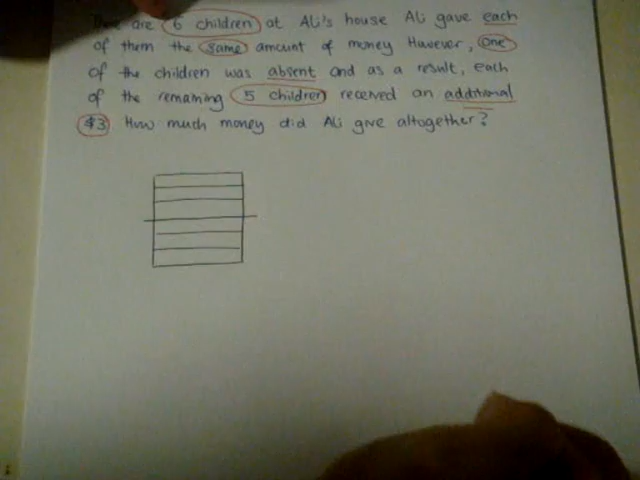 There are 6 children at Ali's house Ali gave each
of them the same amount of money However, one
of the children was absent and as a result, each
of the remaining 5 children received an additional
$3 How much money did Ali give altogether?